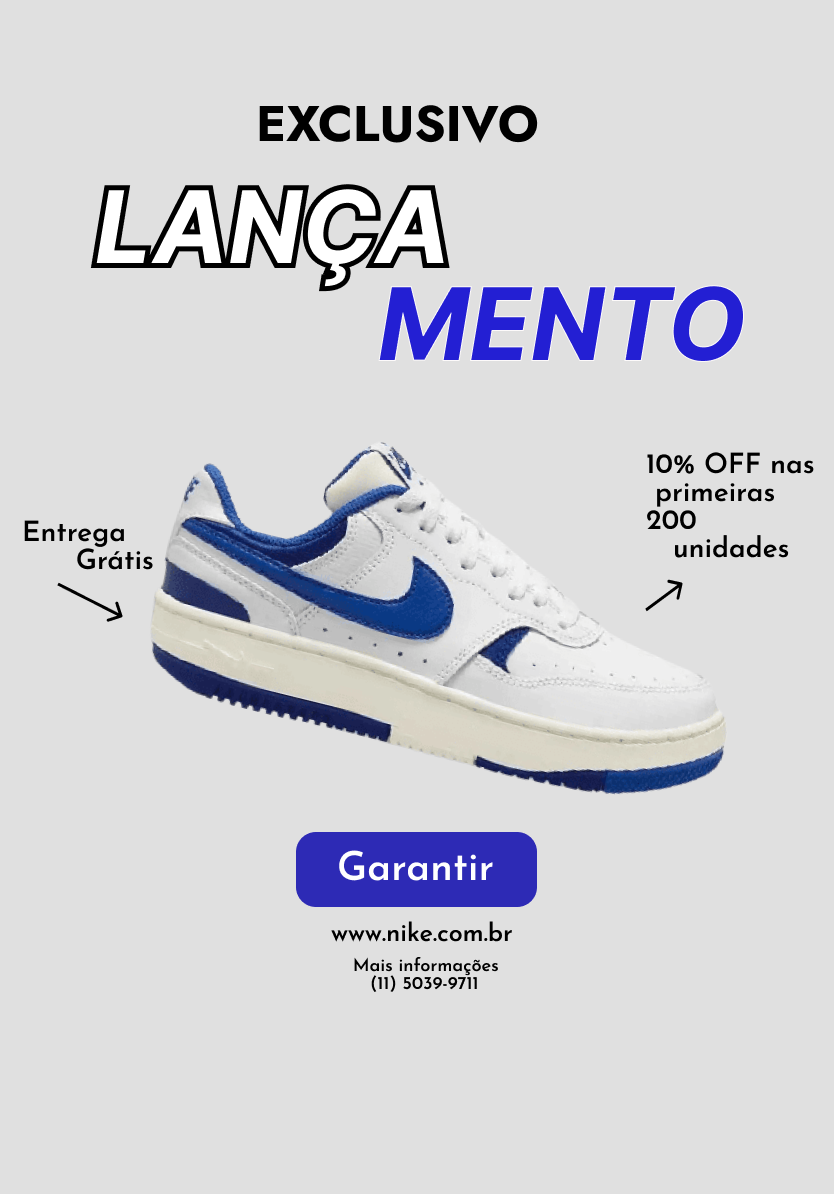 EXCLUSIVO
LANÇA
MENTO
10% OFF nas
primeiras
200
unidades
Entrega
Grátis
Garantir
www.nike.com.br
Mais informações
(11) 5039-9711